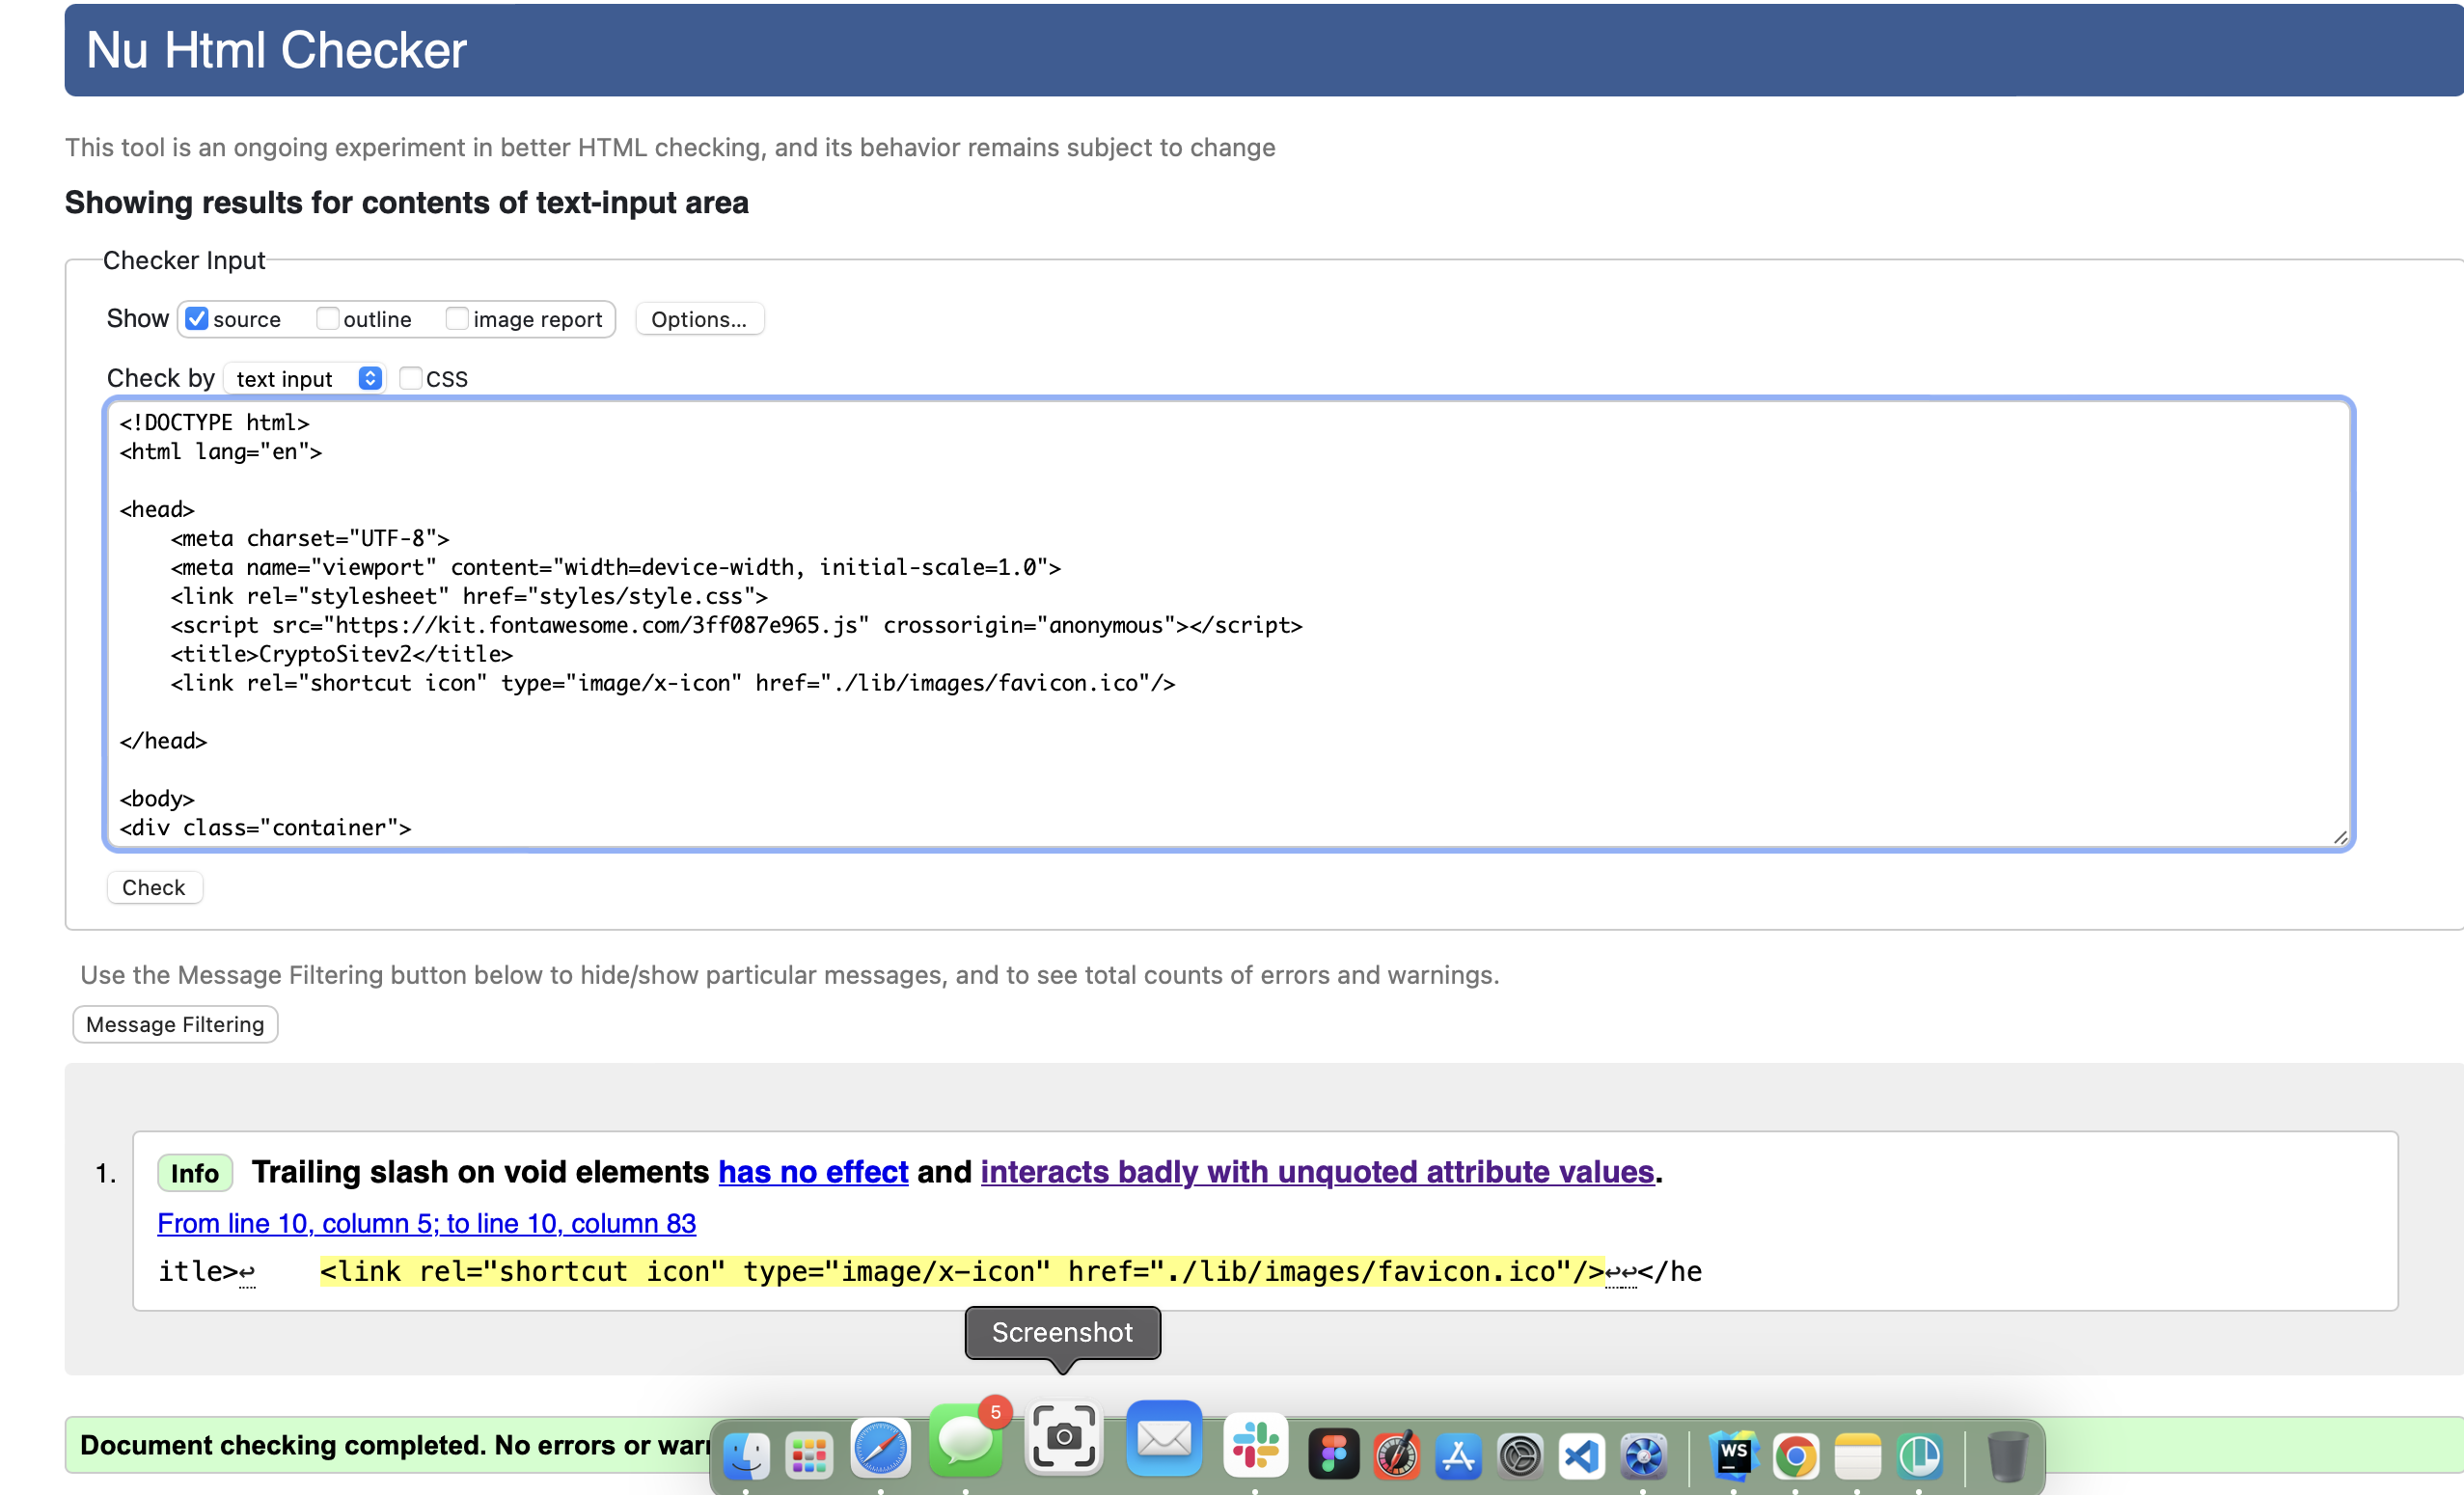 Nu Html Checker
This tool is an ongoing experiment in better HTML checking, and its behavior remains subject to change
Showing results for contents of text-input area
Checker Input
Show source outline image report Options...
Check by text input CSS
<!DOCTYPE html>
<html lang="en">
<head>
    <meta charset="UTF-8">
    <meta name="viewport" content="width=device-width, initial-scale=1.0">
    <link rel="stylesheet" href="styles/style.css">
    <script src="https://kit.fontawesome.com/3ff087e965.js" crossorigin="anonymous"></script>
    <title>CryptoSitev2</title>
    <link rel="shortcut icon" type="image/x-icon" href="./lib/images/favicon.ico"/>
</head>
<body>
<div class="container">
Check
Use the Message Filtering button below to hide/show particular messages, and to see total counts of errors and warnings.
Message Filtering
1. Info Trailing slash on void elements has no effect and interacts badly with unquoted attribute values.
From line 10, column 5; to line 10, column 83
itle>↩    <link rel="shortcut icon" type="image/x-icon" href="./lib/images/favicon.ico"/>↩↩</he
Screenshot
5
Document checking completed. No errors or
WS